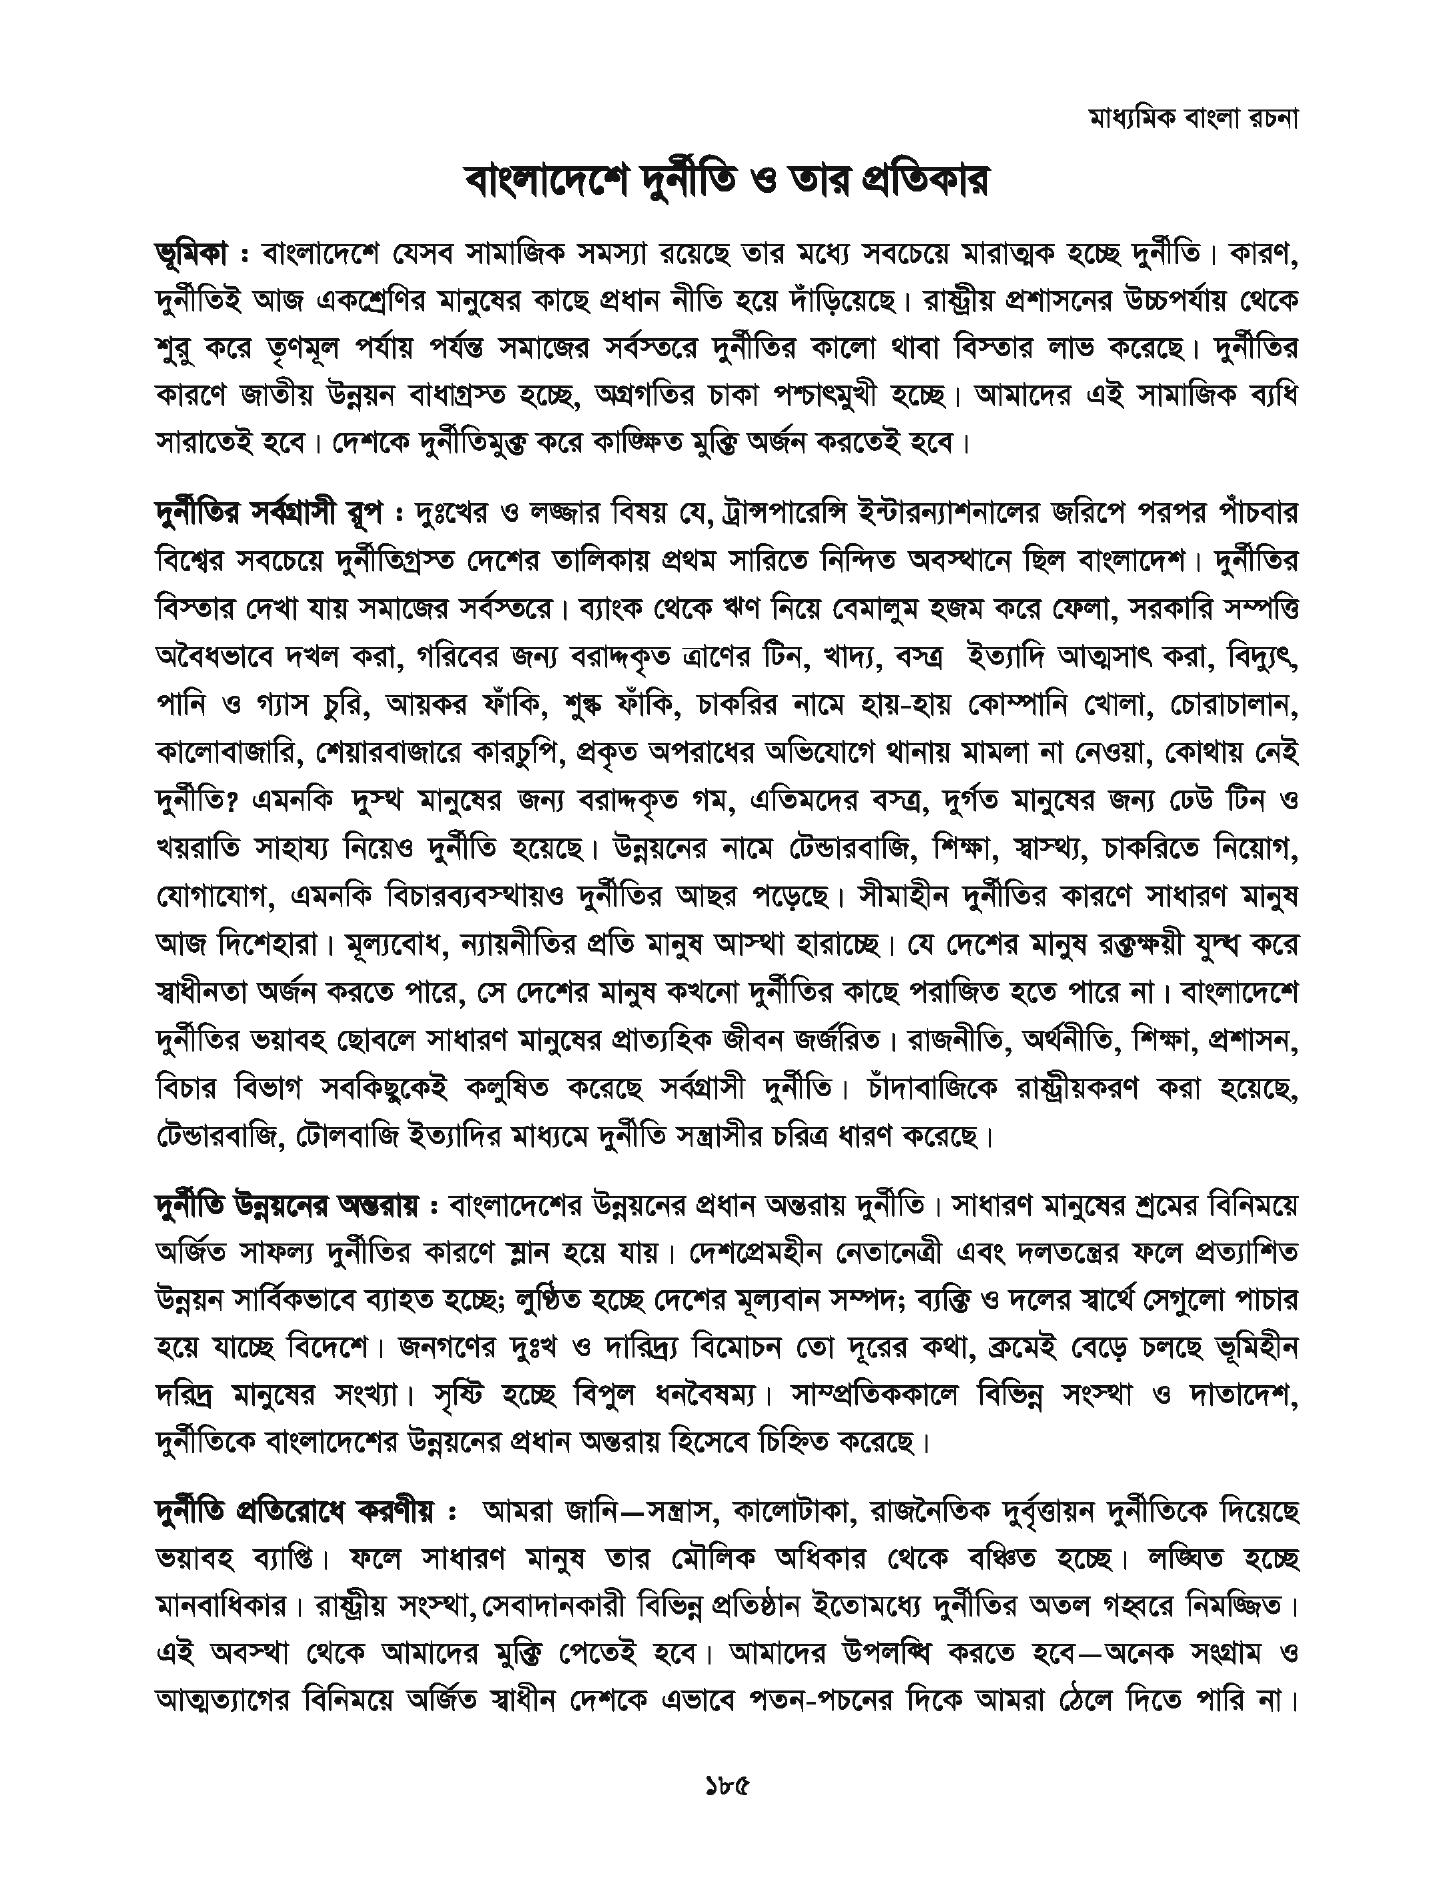 মাধ্যমিক বাংলা রচনা
বাংলাদেশে দুর্নীতি ও তার প্রতিকার
ভূমিকা : বাংলাদেশে যেসব সামাজিক সমস্যা রয়েছে তার মধ্যে সবচেয়ে মারাত্মক হচ্ছে দুর্নীতি। কারণ,
দুর্নীতিই আজ একশ্রেণির মানুষের কাছে প্রধান নীতি হয়ে দাঁড়িয়েছে। রাষ্ট্রীয় প্রশাসনের উচ্চপর্যায় থেকে
শুরু করে তৃণমূল পর্যায় পর্যন্ত সমাজের সর্বস্তরে দুর্নীতির কালো থাবা বিস্তার লাভ করেছে। দুর্নীতির
কারণে জাতীয় উন্নয়ন বাধাগ্রস্ত হচ্ছে, অগ্রগতির চাকা পশ্চাৎমুখী হচ্ছে। আমাদের এই সামাজিক ব্যধি
সারাতেই হবে। দেশকে দুর্নীতিমুক্ত করে কাঙ্ক্ষিত মুক্তি অর্জন করতেই হবে।
দুর্নীতির সর্বগ্রাসী রূপ : দুঃখের ও লজ্জার বিষয় যে, ট্রান্সপারেন্সি ইন্টারন্যাশনালের জরিপে পরপর পাঁচবার
বিশ্বের সবচেয়ে দুর্নীতিগ্রস্ত দেশের তালিকায় প্রথম সারিতে নিন্দিত অবস্থানে ছিল বাংলাদেশ। দুর্নীতির
বিস্তার দেখা যায় সমাজের সর্বস্তরে। ব্যাংক থেকে ঋণ নিয়ে বেমালুম হজম করে ফেলা, সরকারি সম্পত্তি
অবৈধভাবে দখল করা, গরিবের জন্য বরাদ্দকৃত ত্রাণের টিন, খাদ্য, বস্ত্র ইত্যাদি আত্মসাৎ করা, বিদ্যুৎ,
পানি ও গ্যাস চুরি, আয়কর ফাঁকি, শুল্ক ফাঁকি, চাকরির নামে হায়-হায় কোম্পানি খোলা, চোরাচালান,
কালোবাজারি, শেয়ারবাজারে কারচুপি, প্রকৃত অপরাধের অভিযোগে থানায় মামলা না নেওয়া, কোথায় নেই
দুর্নীতি? এমনকি দুস্থ মানুষের জন্য বরাদ্দকৃত গম, এতিমদের বস্ত্র, দুর্গত মানুষের জন্য ঢেউ টিন ও
খয়রাতি সাহায্য নিয়েও দুর্নীতি হয়েছে। উন্নয়নের নামে টেন্ডারবাজি, শিক্ষা, স্বাস্থ্য, চাকরিতে নিয়োগ,
যোগাযোগ, এমনকি বিচারব্যবস্থায়ও দুর্নীতির আছর পড়েছে। সীমাহীন দুর্নীতির কারণে সাধারণ মানুষ
আজ দিশেহারা। মূল্যবোধ, ন্যায়নীতির প্রতি মানুষ আস্থা হারাচ্ছে। যে দেশের মানুষ রক্তক্ষয়ী যুদ্ধ করে
স্বাধীনতা অর্জন করতে পারে, সে দেশের মানুষ কখনো দুর্নীতির কাছে পরাজিত হতে পারে না। বাংলাদেশে
দুর্নীতির ভয়াবহ ছোবলে সাধারণ মানুষের প্রাত্যহিক জীবন জর্জরিত। রাজনীতি, অর্থনীতি, শিক্ষা, প্রশাসন,
বিচার বিভাগ সবকিছুকেই কলুষিত করেছে সর্বগ্রাসী দুর্নীতি। চাঁদাবাজিকে রাষ্ট্রীয়করণ করা হয়েছে,
টেন্ডারবাজি, টোলবাজি ইত্যাদির মাধ্যমে দুর্নীতি সন্ত্রাসীর চরিত্র ধারণ করেছে।
দুর্নীতি উন্নয়নের অন্তরায় : বাংলাদেশের উন্নয়নের প্রধান অন্তরায় দুর্নীতি। সাধারণ মানুষের শ্রমের বিনিময়ে
অর্জিত সাফল্য দুর্নীতির কারণে ম্লান হয়ে যায়। দেশপ্রেমহীন নেতানেত্রী এবং দলতন্ত্রের ফলে প্রত্যাশিত
উন্নয়ন সার্বিকভাবে ব্যাহত হচ্ছে; লুণ্ঠিত হচ্ছে দেশের মূল্যবান সম্পদ; ব্যক্তি ও দলের স্বার্থে সেগুলো পাচার
হয়ে যাচ্ছে বিদেশে। জনগণের দুঃখ ও দারিদ্র্য বিমোচন তো দূরের কথা, ক্রমেই বেড়ে চলছে ভূমিহীন
দরিদ্র মানুষের সংখ্যা। সৃষ্টি হচ্ছে বিপুল ধনবৈষম্য। সাম্প্রতিককালে বিভিন্ন সংস্থা ও দাতাদেশ,
দুর্নীতিকে বাংলাদেশের উন্নয়নের প্রধান অন্তরায় হিসেবে চিহ্নিত করেছে।
দুর্নীতি প্রতিরোধে করণীয় : আমরা জানি—সন্ত্রাস, কালোটাকা, রাজনৈতিক দুর্বৃত্তায়ন দুর্নীতিকে দিয়েছে
ভয়াবহ ব্যাপ্তি। ফলে সাধারণ মানুষ তার মৌলিক অধিকার থেকে বঞ্চিত হচ্ছে। লঙ্ঘিত হচ্ছে
মানবাধিকার। রাষ্ট্রীয় সংস্থা, সেবাদানকারী বিভিন্ন প্রতিষ্ঠান ইতোমধ্যে দুর্নীতির অতল গহ্বরে নিমজ্জিত।
এই অবস্থা থেকে আমাদের মুক্তি পেতেই হবে। আমাদের উপলব্ধি করতে হবে—অনেক সংগ্রাম ও
আত্মত্যাগের বিনিময়ে অর্জিত স্বাধীন দেশকে এভাবে পতন-পচনের দিকে আমরা ঠেলে দিতে পারি না।
১৮৫